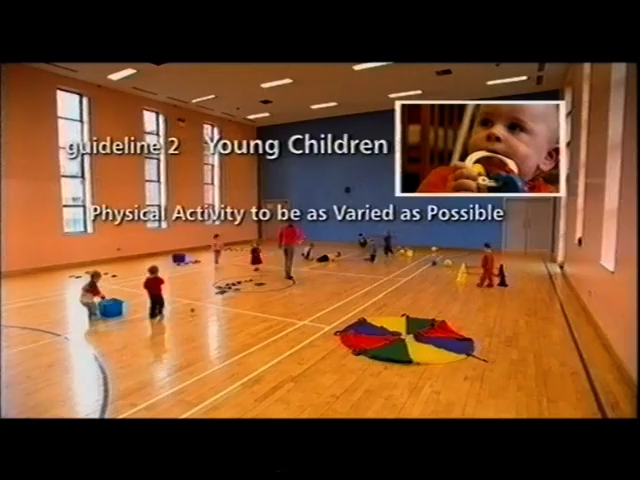 guideline 2 Young Children
Physical Activity to be as Varied as Possible